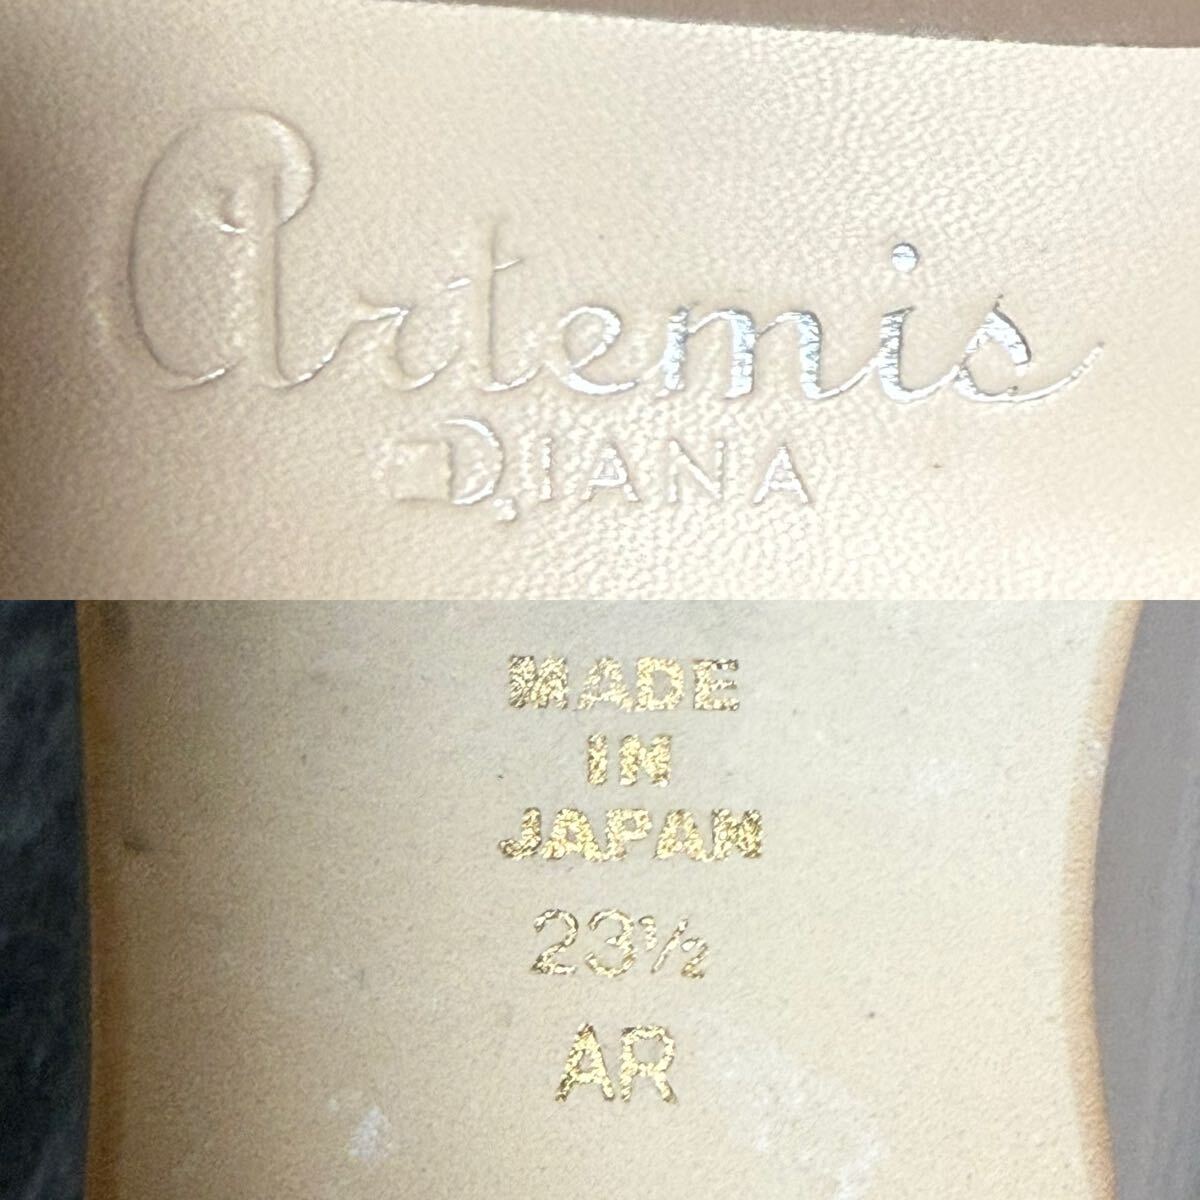 Artemis
DIANA
MADE
IN
JAPAN
23½
AR